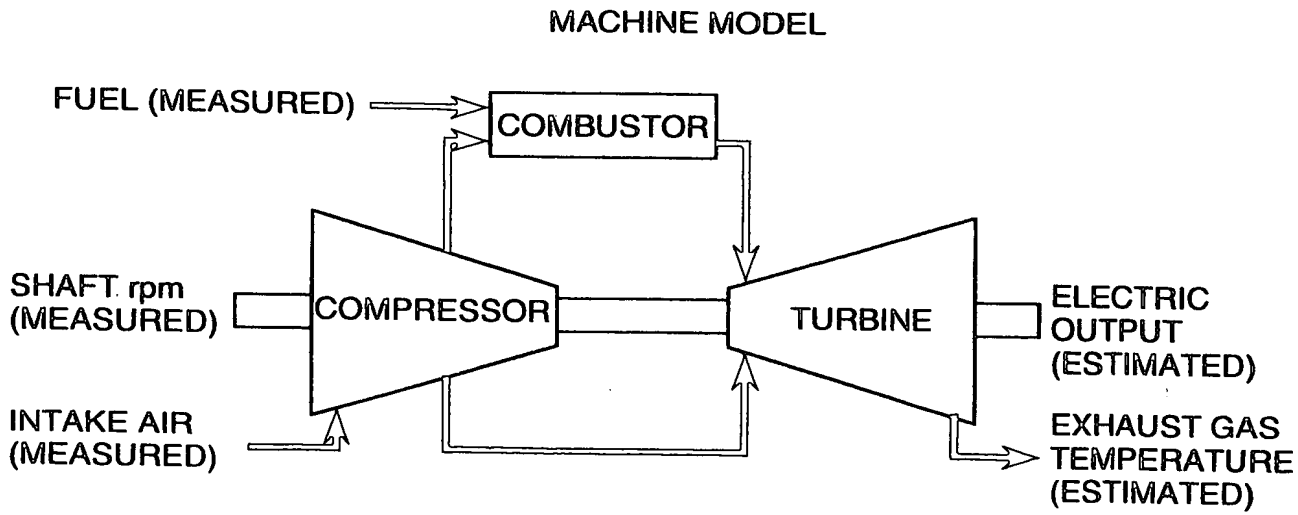 MACHINE MODEL
FUEL (MEASURED)
COMBUSTOR
SHAFT rpm
(MEASURED)
COMPRESSOR
TURBINE
ELECTRIC
OUTPUT
(ESTIMATED)
INTAKE AIR
(MEASURED)
EXHAUST GAS
TEMPERATURE
(ESTIMATED)